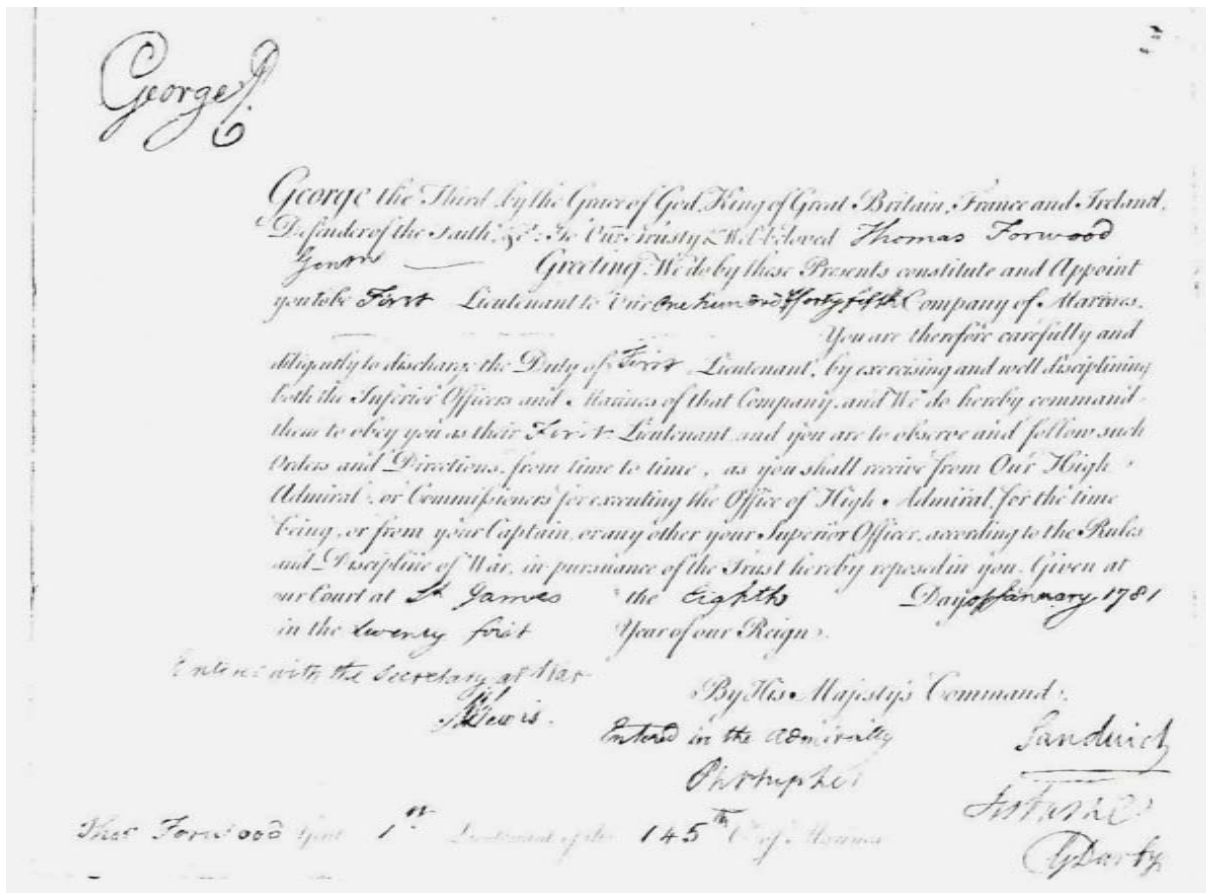 George R.
George the Third, by the Grace of God, King of Great Britain, France and Ireland,
Defender of the Faith, &c. To Our Trusty & Wel-beloved Thomas Forwood
Gentn Greeting: We do by these Presents constitute and Appoint
you to be First Lieutenant to Our One hundred & forty fifth Company of Marines.
You are therefore carefully and
diligently to discharge the Duty of First Lieutenant, by exercising and well disciplining
both the Inferior Officers and Marines of that Company, and We do hereby command
them to obey you as their First Lieutenant, and you are to observe and follow such
Orders and Directions, from time to time, as you shall receive from Our High
Admiral, or Commissioners for executing the Office of High Admiral, for the time
being, or from your Captain, or any other your Superior Officer, according to the Rules
and Discipline of War, in pursuance of the Trust hereby reposed in you. Given at
our Court at St. James the Eighth Day of January 1781
in the twenty first Year of our Reign.
Entered with the Secretary at War
By His Majesty's Command.
Lewis.
Entered in the Admiralty
Sandwich
Thos Forwood Gent 1st Lieutenant of the 145th Co. of Marines
G Darby